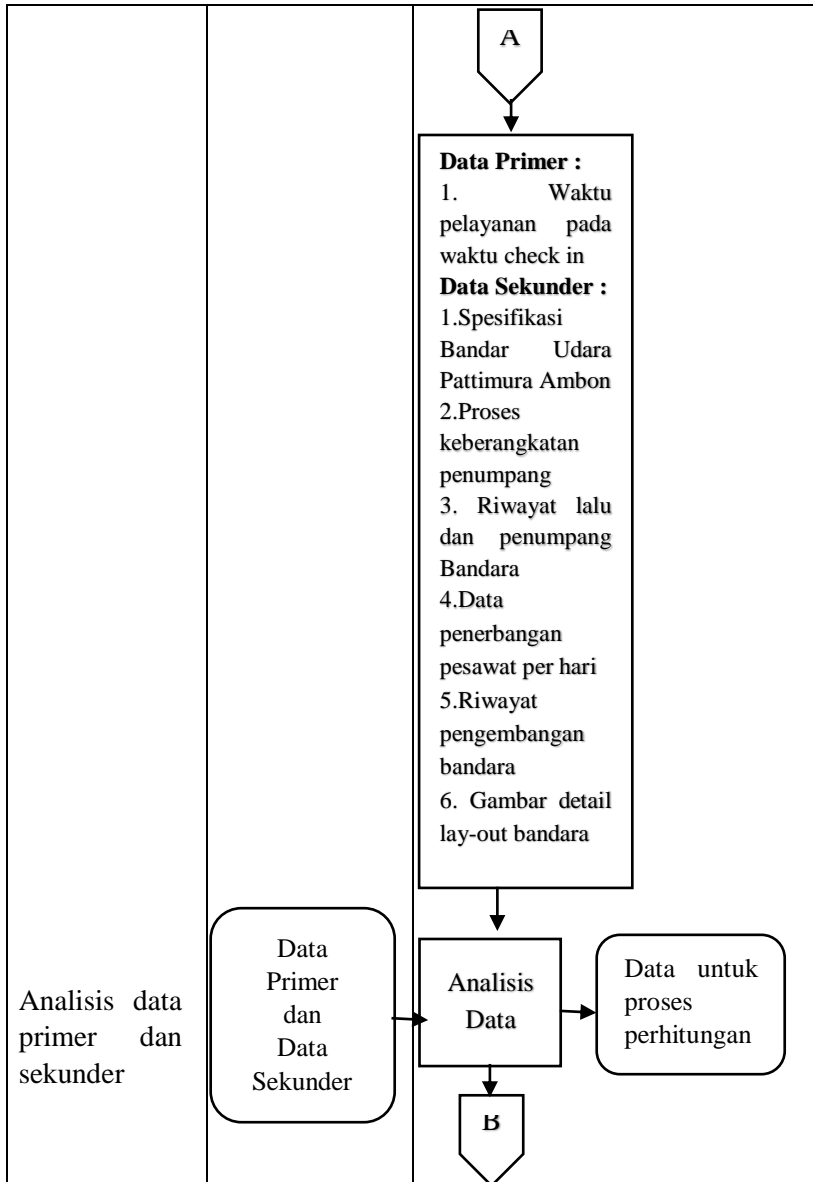 A
Data Primer :
1. Waktu
pelayanan pada
waktu check in
Data Sekunder :
1.Spesifikasi
Bandar Udara
Pattimura Ambon
2.Proses
keberangkatan
penumpang
3. Riwayat lalu
dan penumpang
Bandara
4.Data
penerbangan
pesawat per hari
5.Riwayat
pengembangan
bandara
6. Gambar detail
lay-out bandara
Analisis data
primer dan
sekunder
Data
Primer
dan
Data
Sekunder
Analisis
Data
Data untuk
proses
perhitungan
B